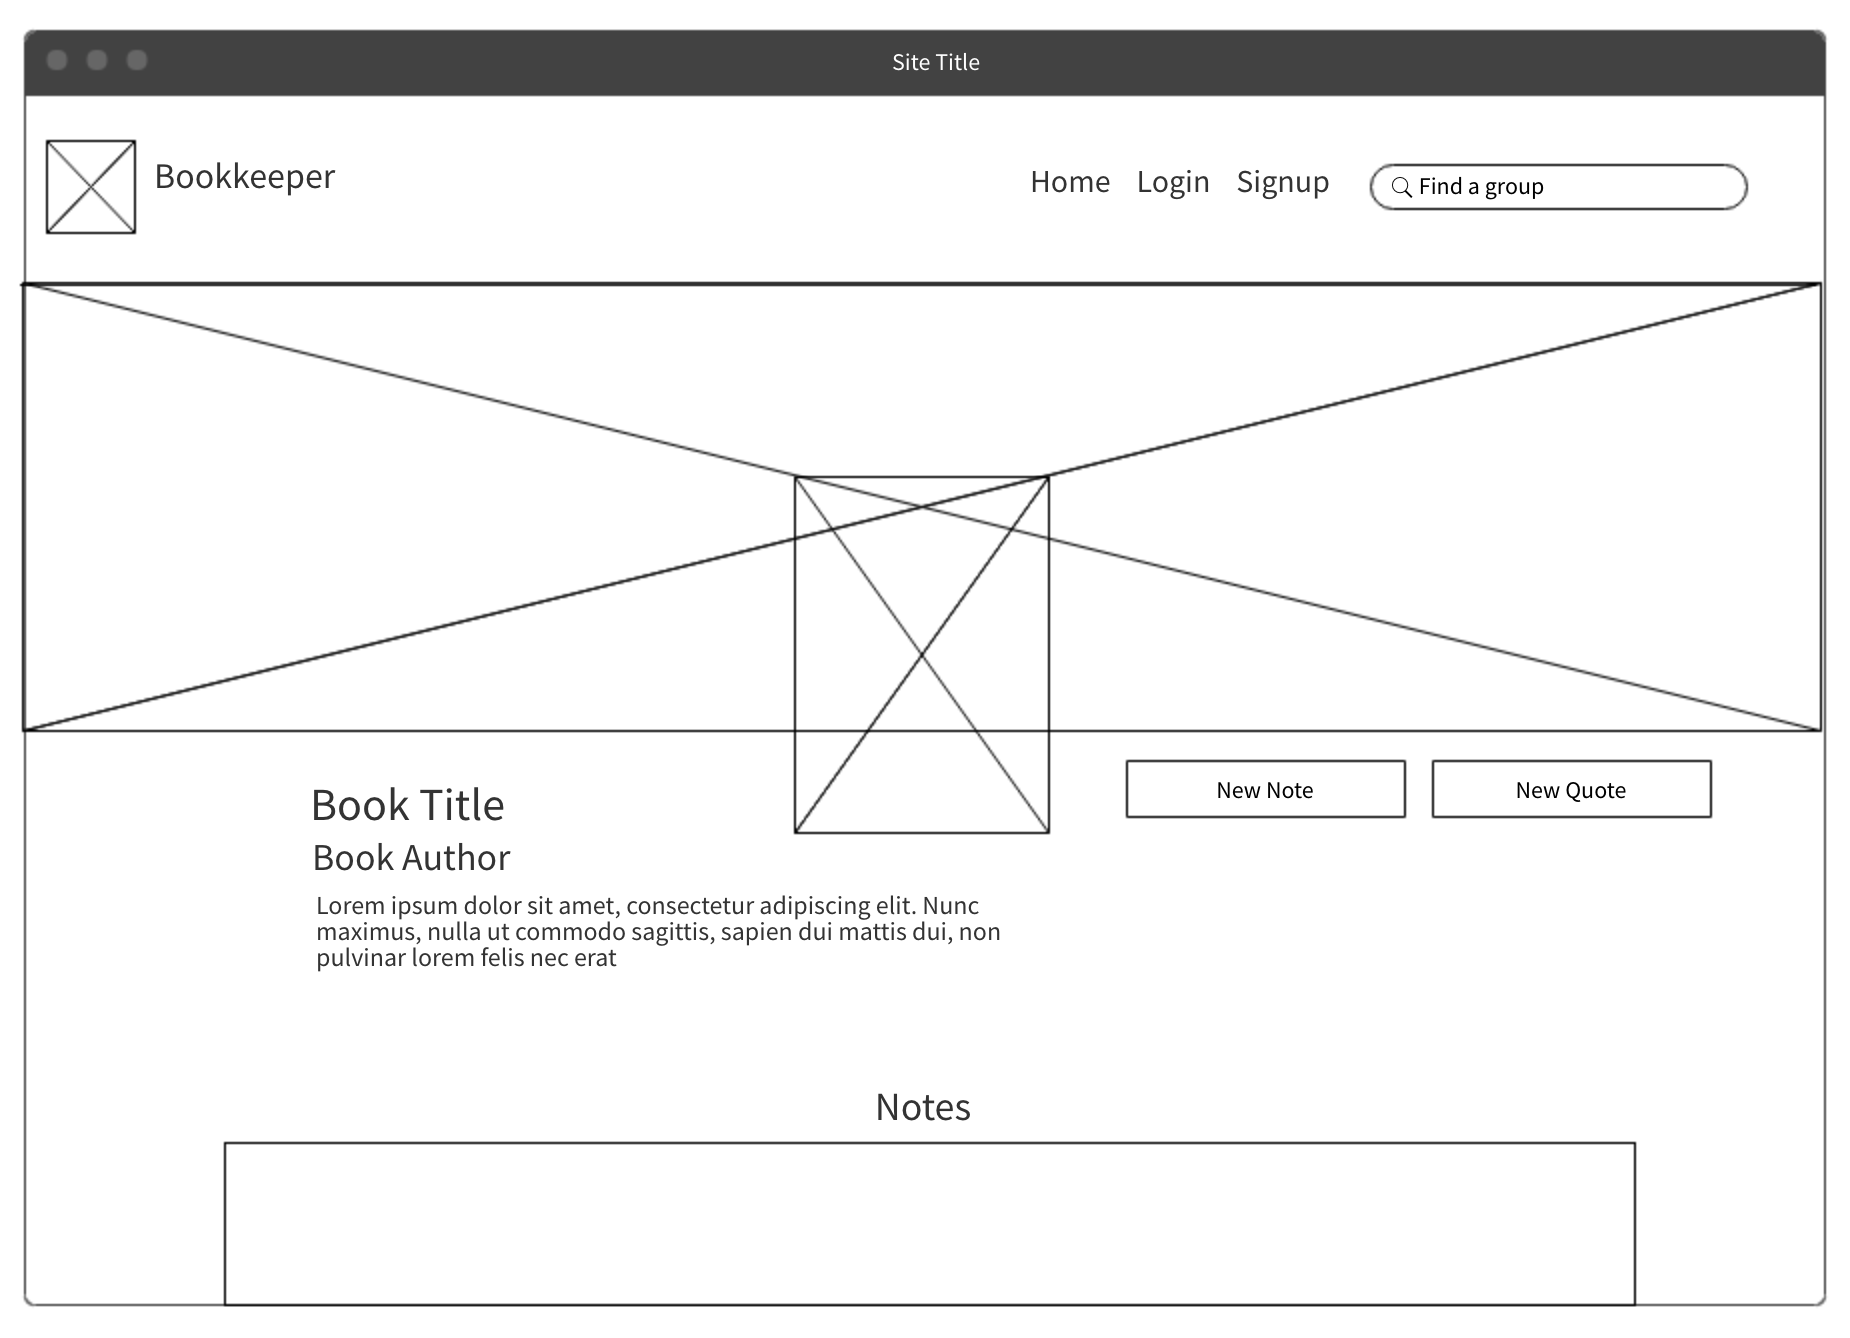 Site Title
Bookkeeper
Home Login Signup
Find a group
New Note
New Quote
Book Title
Book Author
Lorem ipsum dolor sit amet, consectetur adipiscing elit. Nunc
maximus, nulla ut commodo sagittis, sapien dui mattis dui, non
pulvinar lorem felis nec erat
Notes